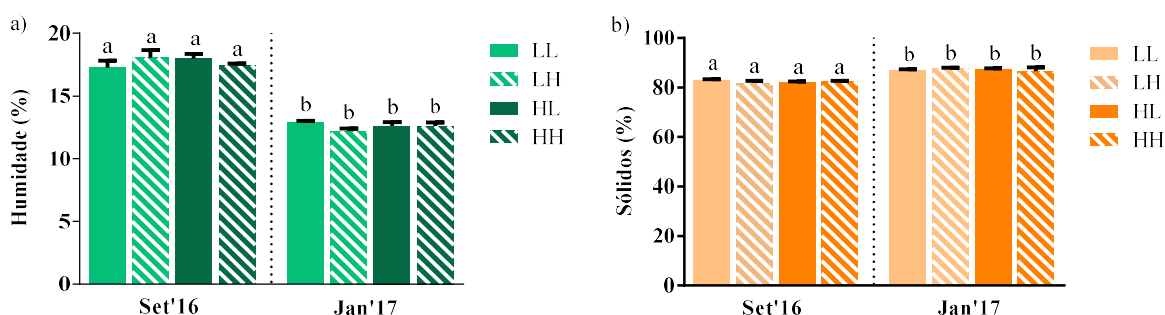 a)
Humidade (%)
20
15
10
5
0
a a a a
b b b b
Set'16 Jan'17
LL
LH
HL
HH
b)
Sólidos (%)
100
80
60
40
20
0
a a a a
b b b b
Set'16 Jan'17
LL
LH
HL
HH